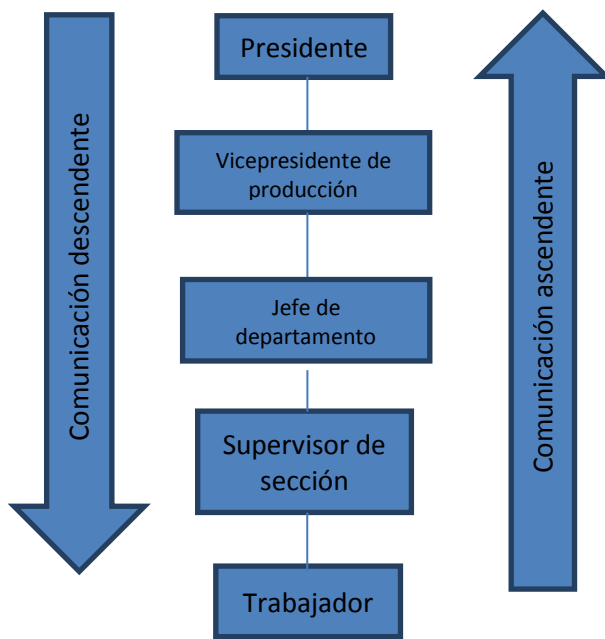 Presidente
Vicepresidente de
producción
Jefe de
departamento
Supervisor de
sección
Trabajador
Comunicación descendente
Comunicación ascendente